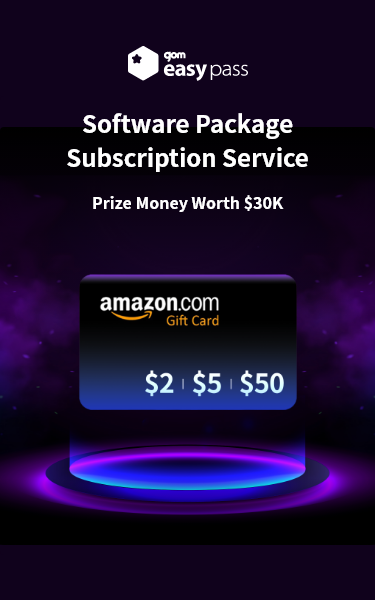 gom
easy pass
Software Package
Subscription Service
Prize Money Worth $30K
amazon.com
Gift Card
$2 | $5 | $50